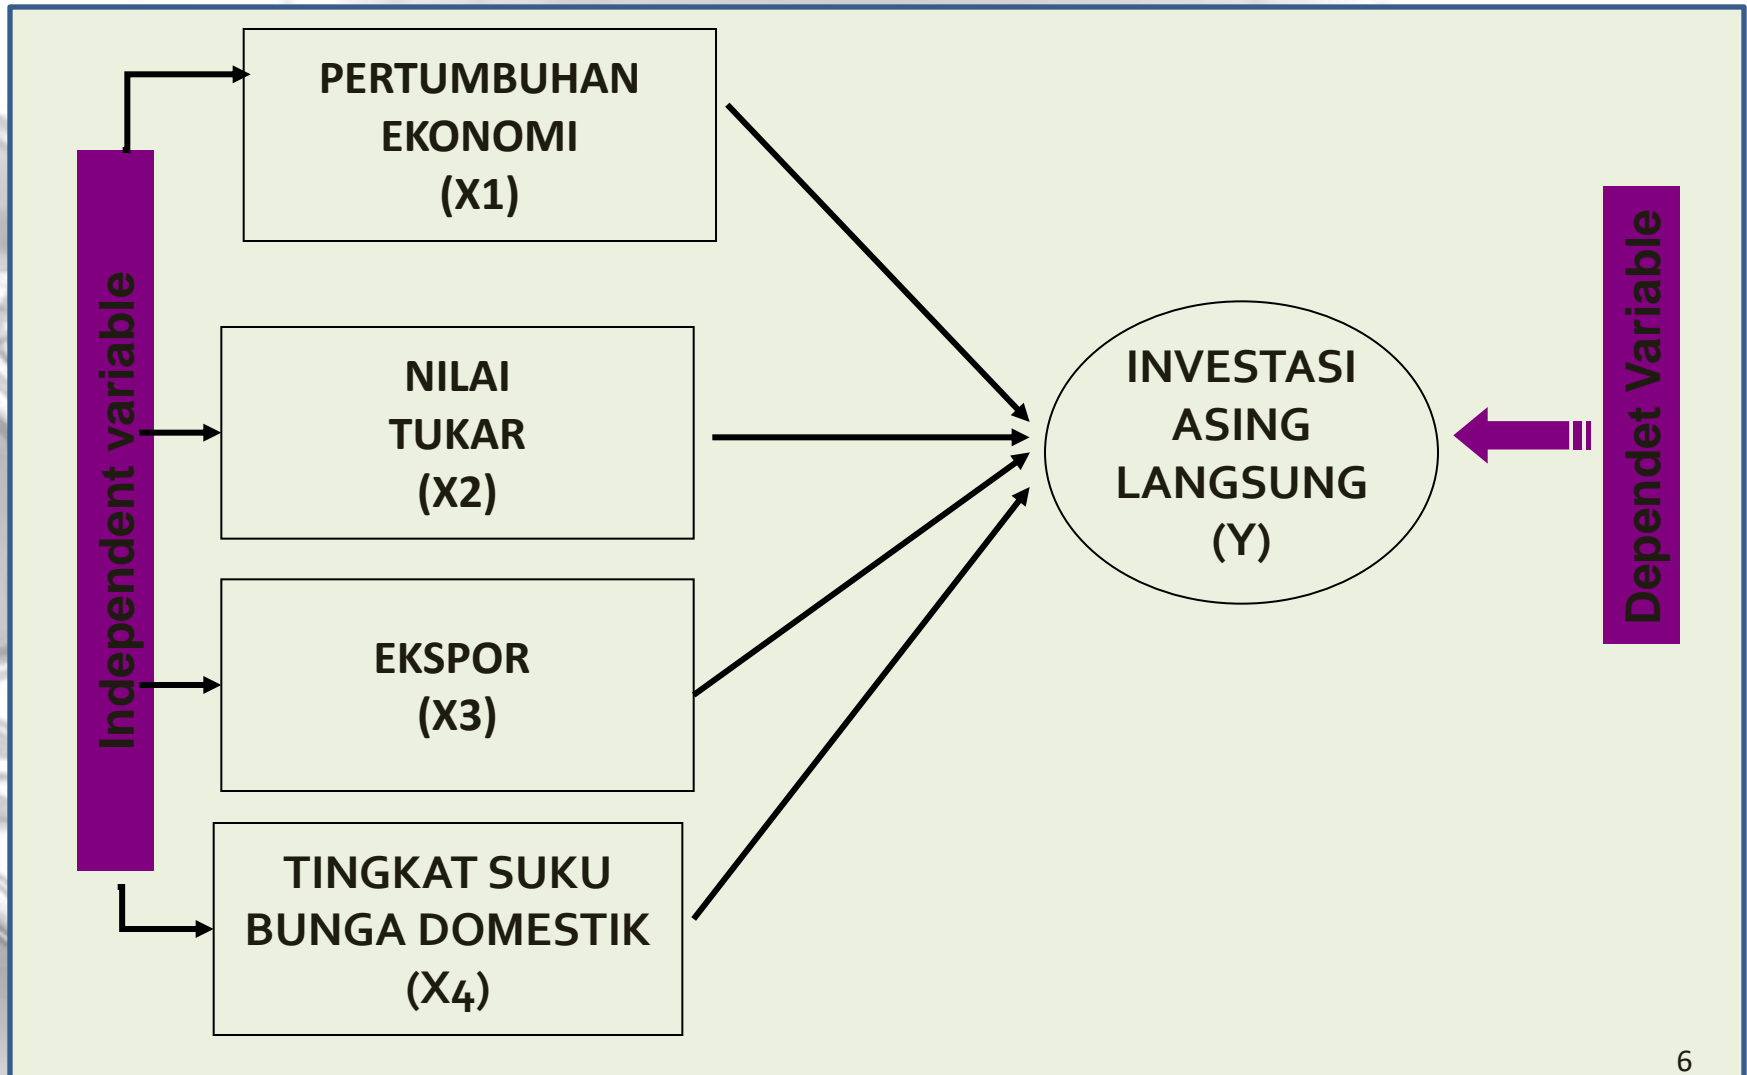 Independent variable
PERTUMBUHAN
EKONOMI
(X1)
NILAI
TUKAR
(X2)
EKSPOR
(X3)
TINGKAT SUKU
BUNGA DOMESTIK
(X4)
INVESTASI
ASING
LANGSUNG
(Y)
Dependet Variable
6